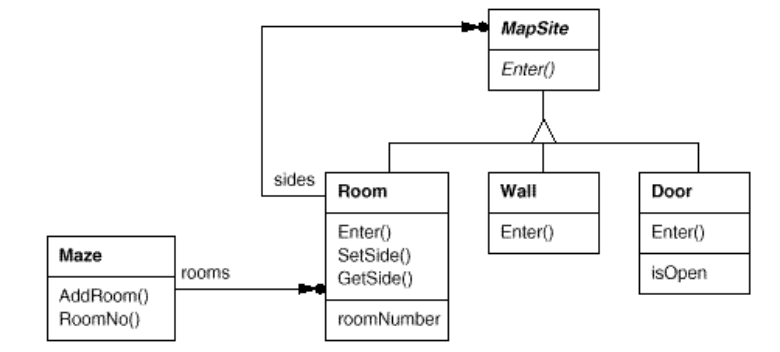 MapSite
Enter()
sides
Room
Enter()
SetSide()
GetSide()
roomNumber
Wall
Enter()
Door
Enter()
isOpen
Maze
AddRoom()
RoomNo()
rooms